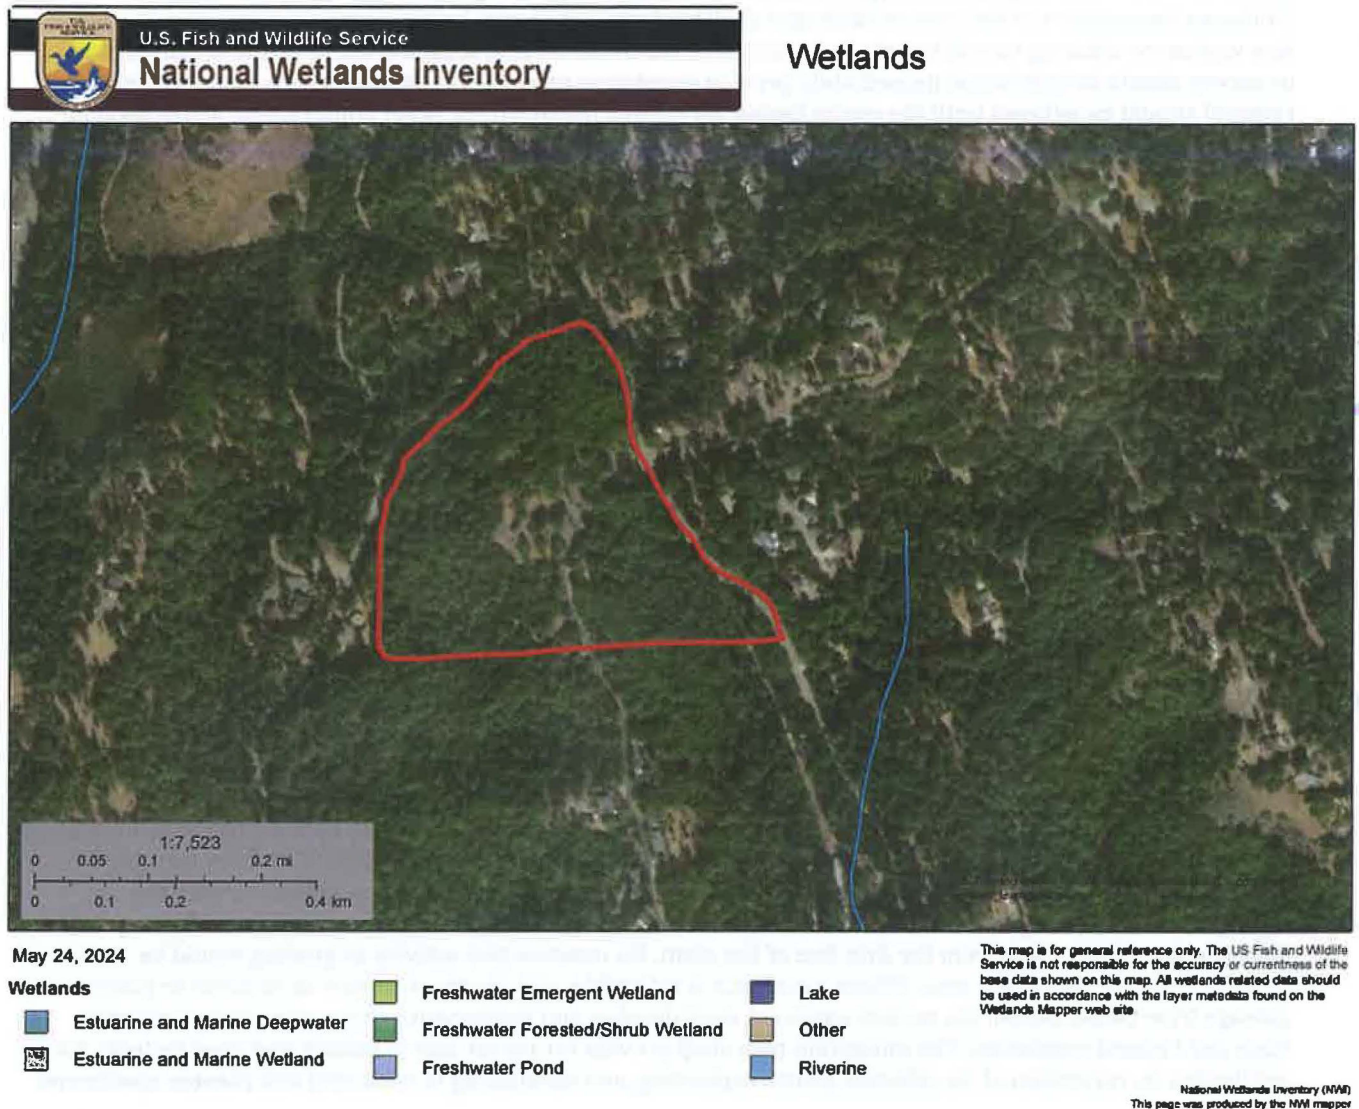 U.S.
FISH & WILDLIFE
SERVICE
U.S. Fish and Wildlife Service
National Wetlands Inventory
Wetlands
1:7,523
0 0.05 0.1 0.2 mi
0 0.1 0.2 0.4 km
May 24, 2024
This map is for general reference only. The US Fish and Wildlife
Service is not responsible for the accuracy or currentness of the
base data shown on this map. All wetlands related data should
be used in accordance with the layer metadata found on the
Wetlands Mapper web site.
Wetlands
Estuarine and Marine Deepwater
Estuarine and Marine Wetland
Freshwater Emergent Wetland
Freshwater Forested/Shrub Wetland
Freshwater Pond
Lake
Other
Riverine
National Wetlands Inventory (NWI)
This page was produced by the NWI mapper